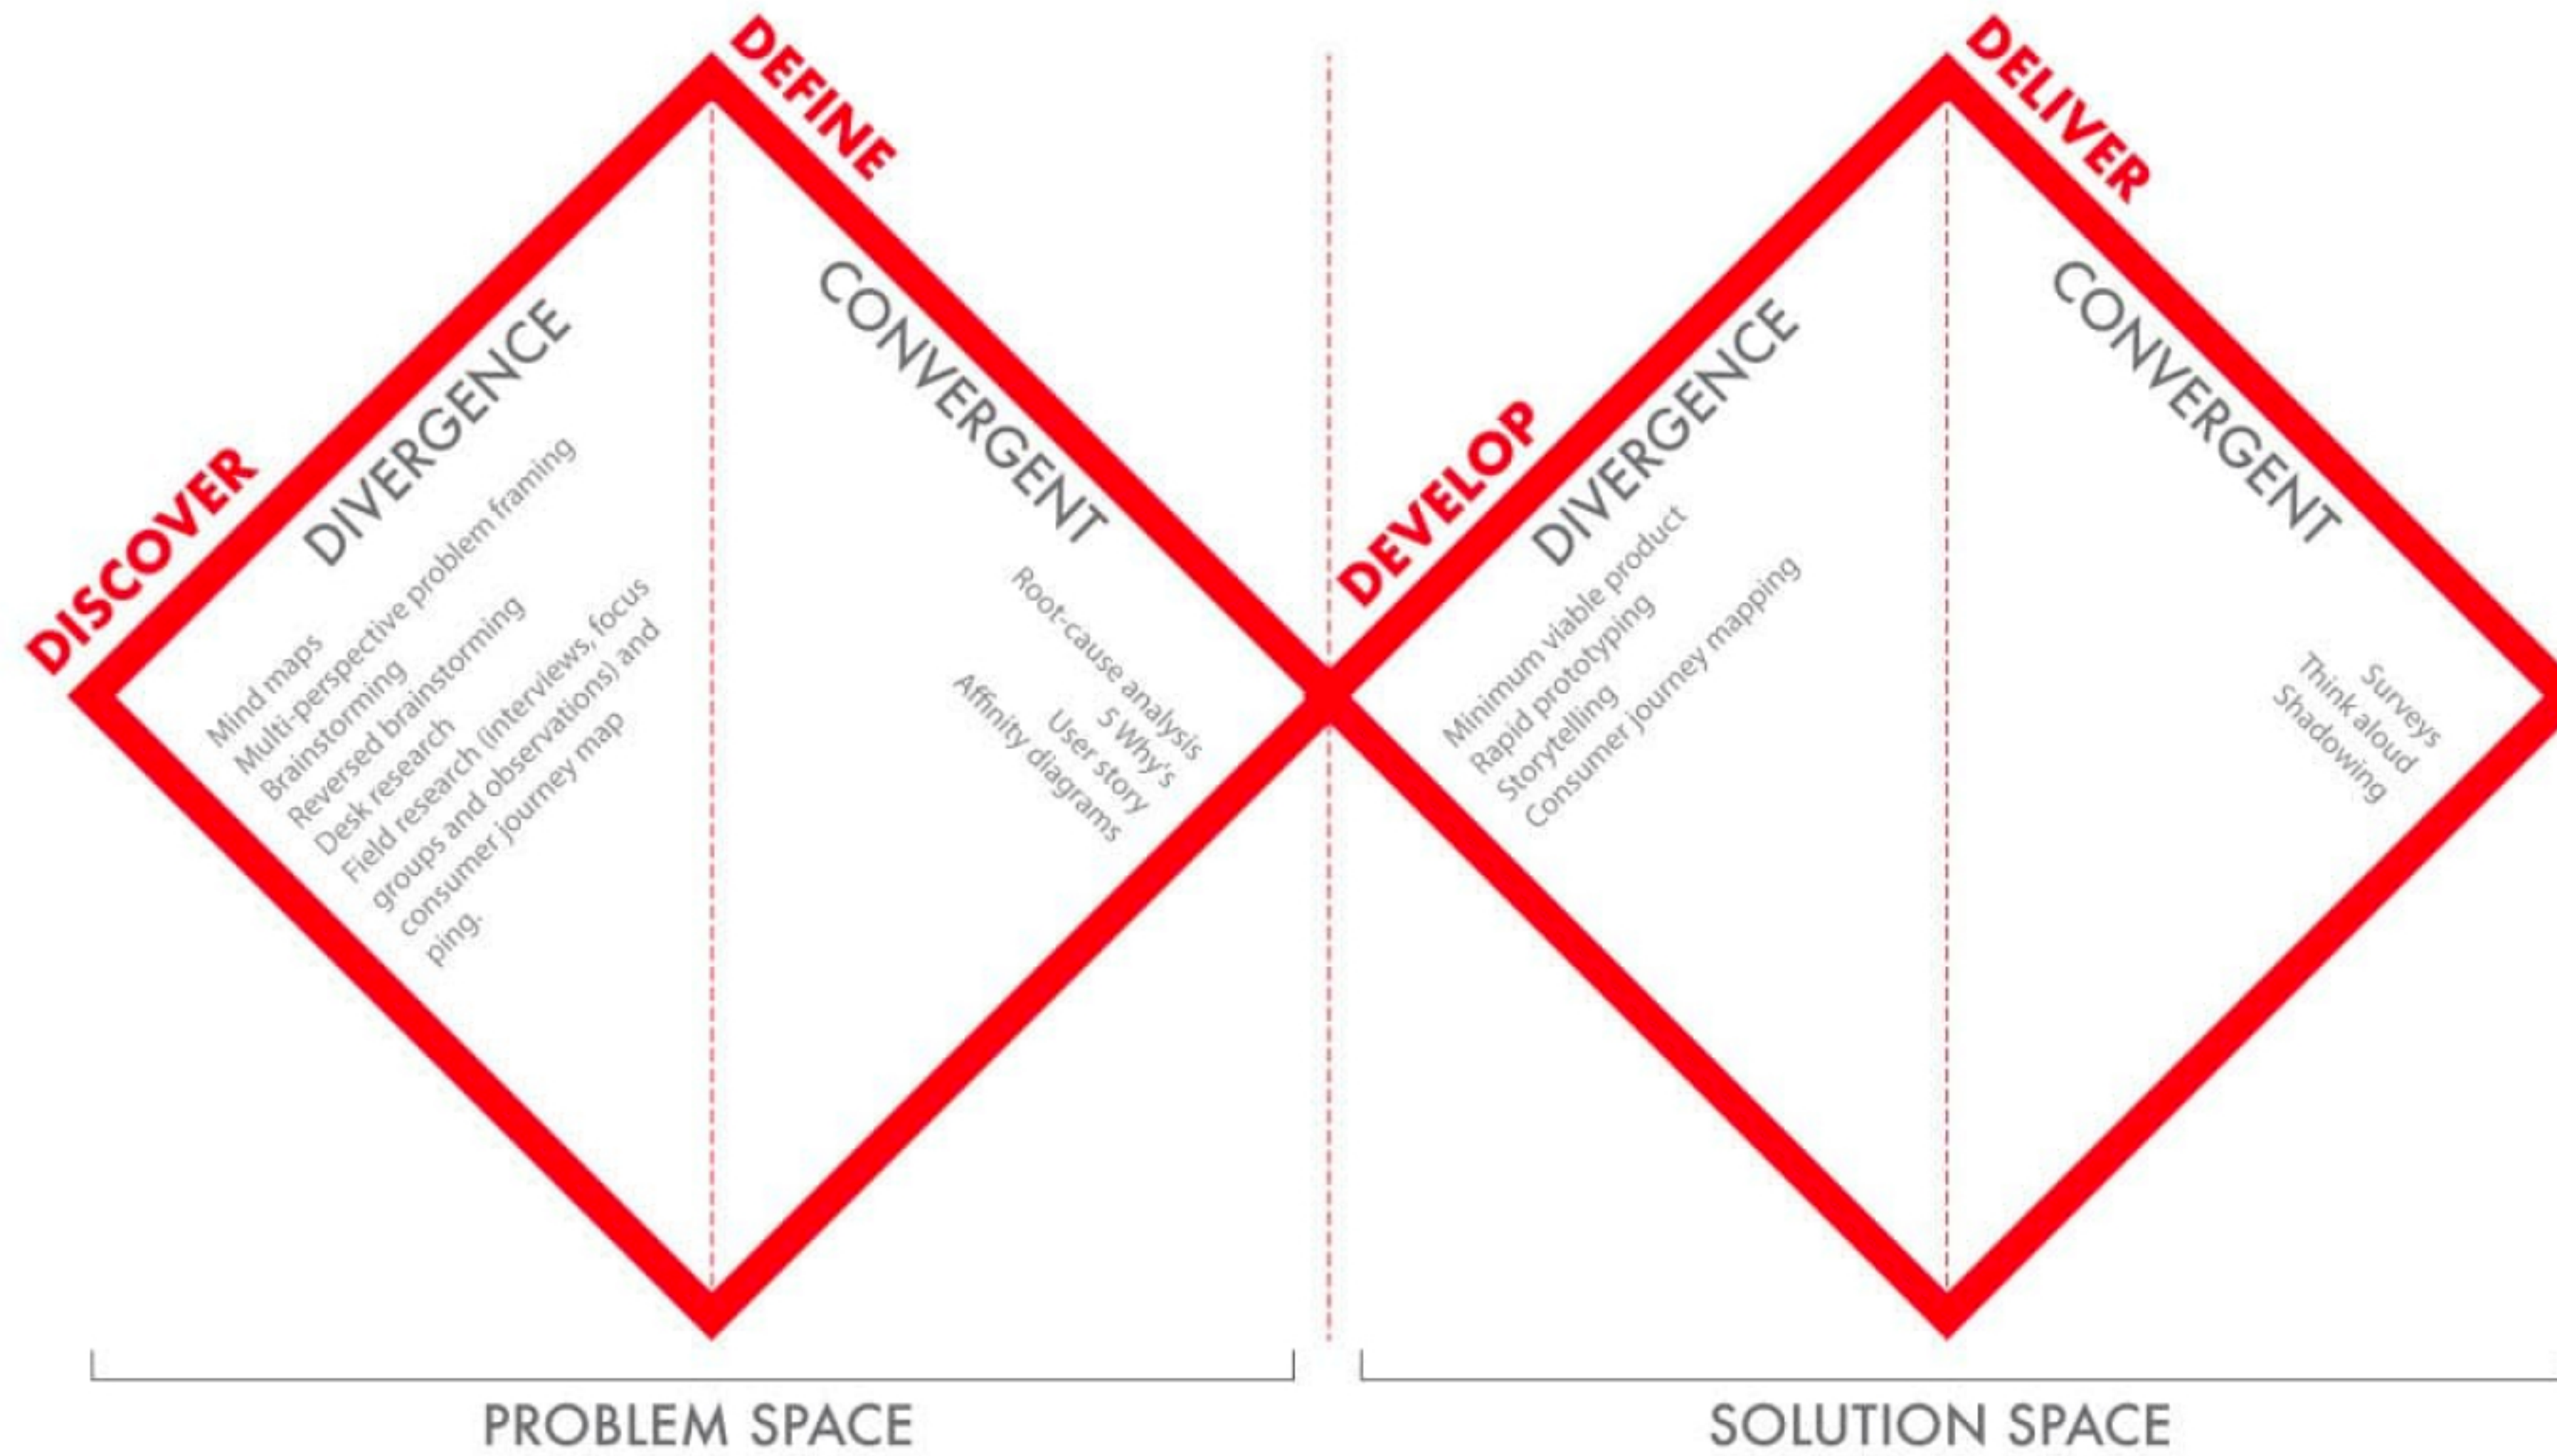 DISCOVER
DIVERGENCE
Mind maps
Multi-perspective problem framing
Brainstorming
Reversed brainstorming
Desk research
Field research (interviews, focus
groups and observations) and
consumer journey map
ping.
DEFINE
CONVERGENT
Root-cause analysis
5 Why's
User story
Affinity diagrams
DEVELOP
DIVERGENCE
Minimum viable product
Rapid prototyping
Storytelling
Consumer journey mapping
DELIVER
CONVERGENT
Surveys
Think aloud
Shadowing
PROBLEM SPACE
SOLUTION SPACE